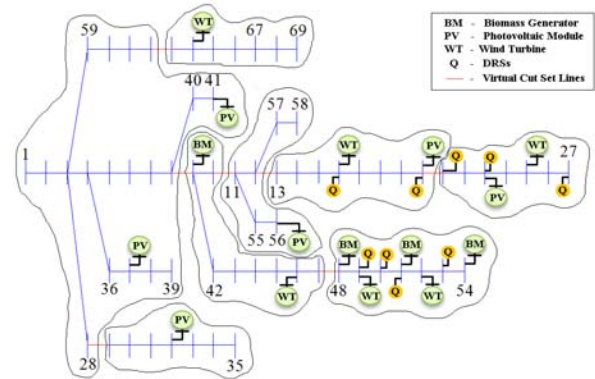 59
WT
67
69
BM - Biomass Generator
PV - Photovoltaic Module
WT - Wind Turbine
Q - DRSs
- Virtual Cut Set Lines
40 41
PV
57 58
1
BM
11
13
WT
PV
Q
Q
WT
27
Q
Q
PV
Q
55 56
PV
PV
36
39
42
WT
48
BM
Q
Q
BM
Q
BM
WT
Q
WT
54
PV
28
35